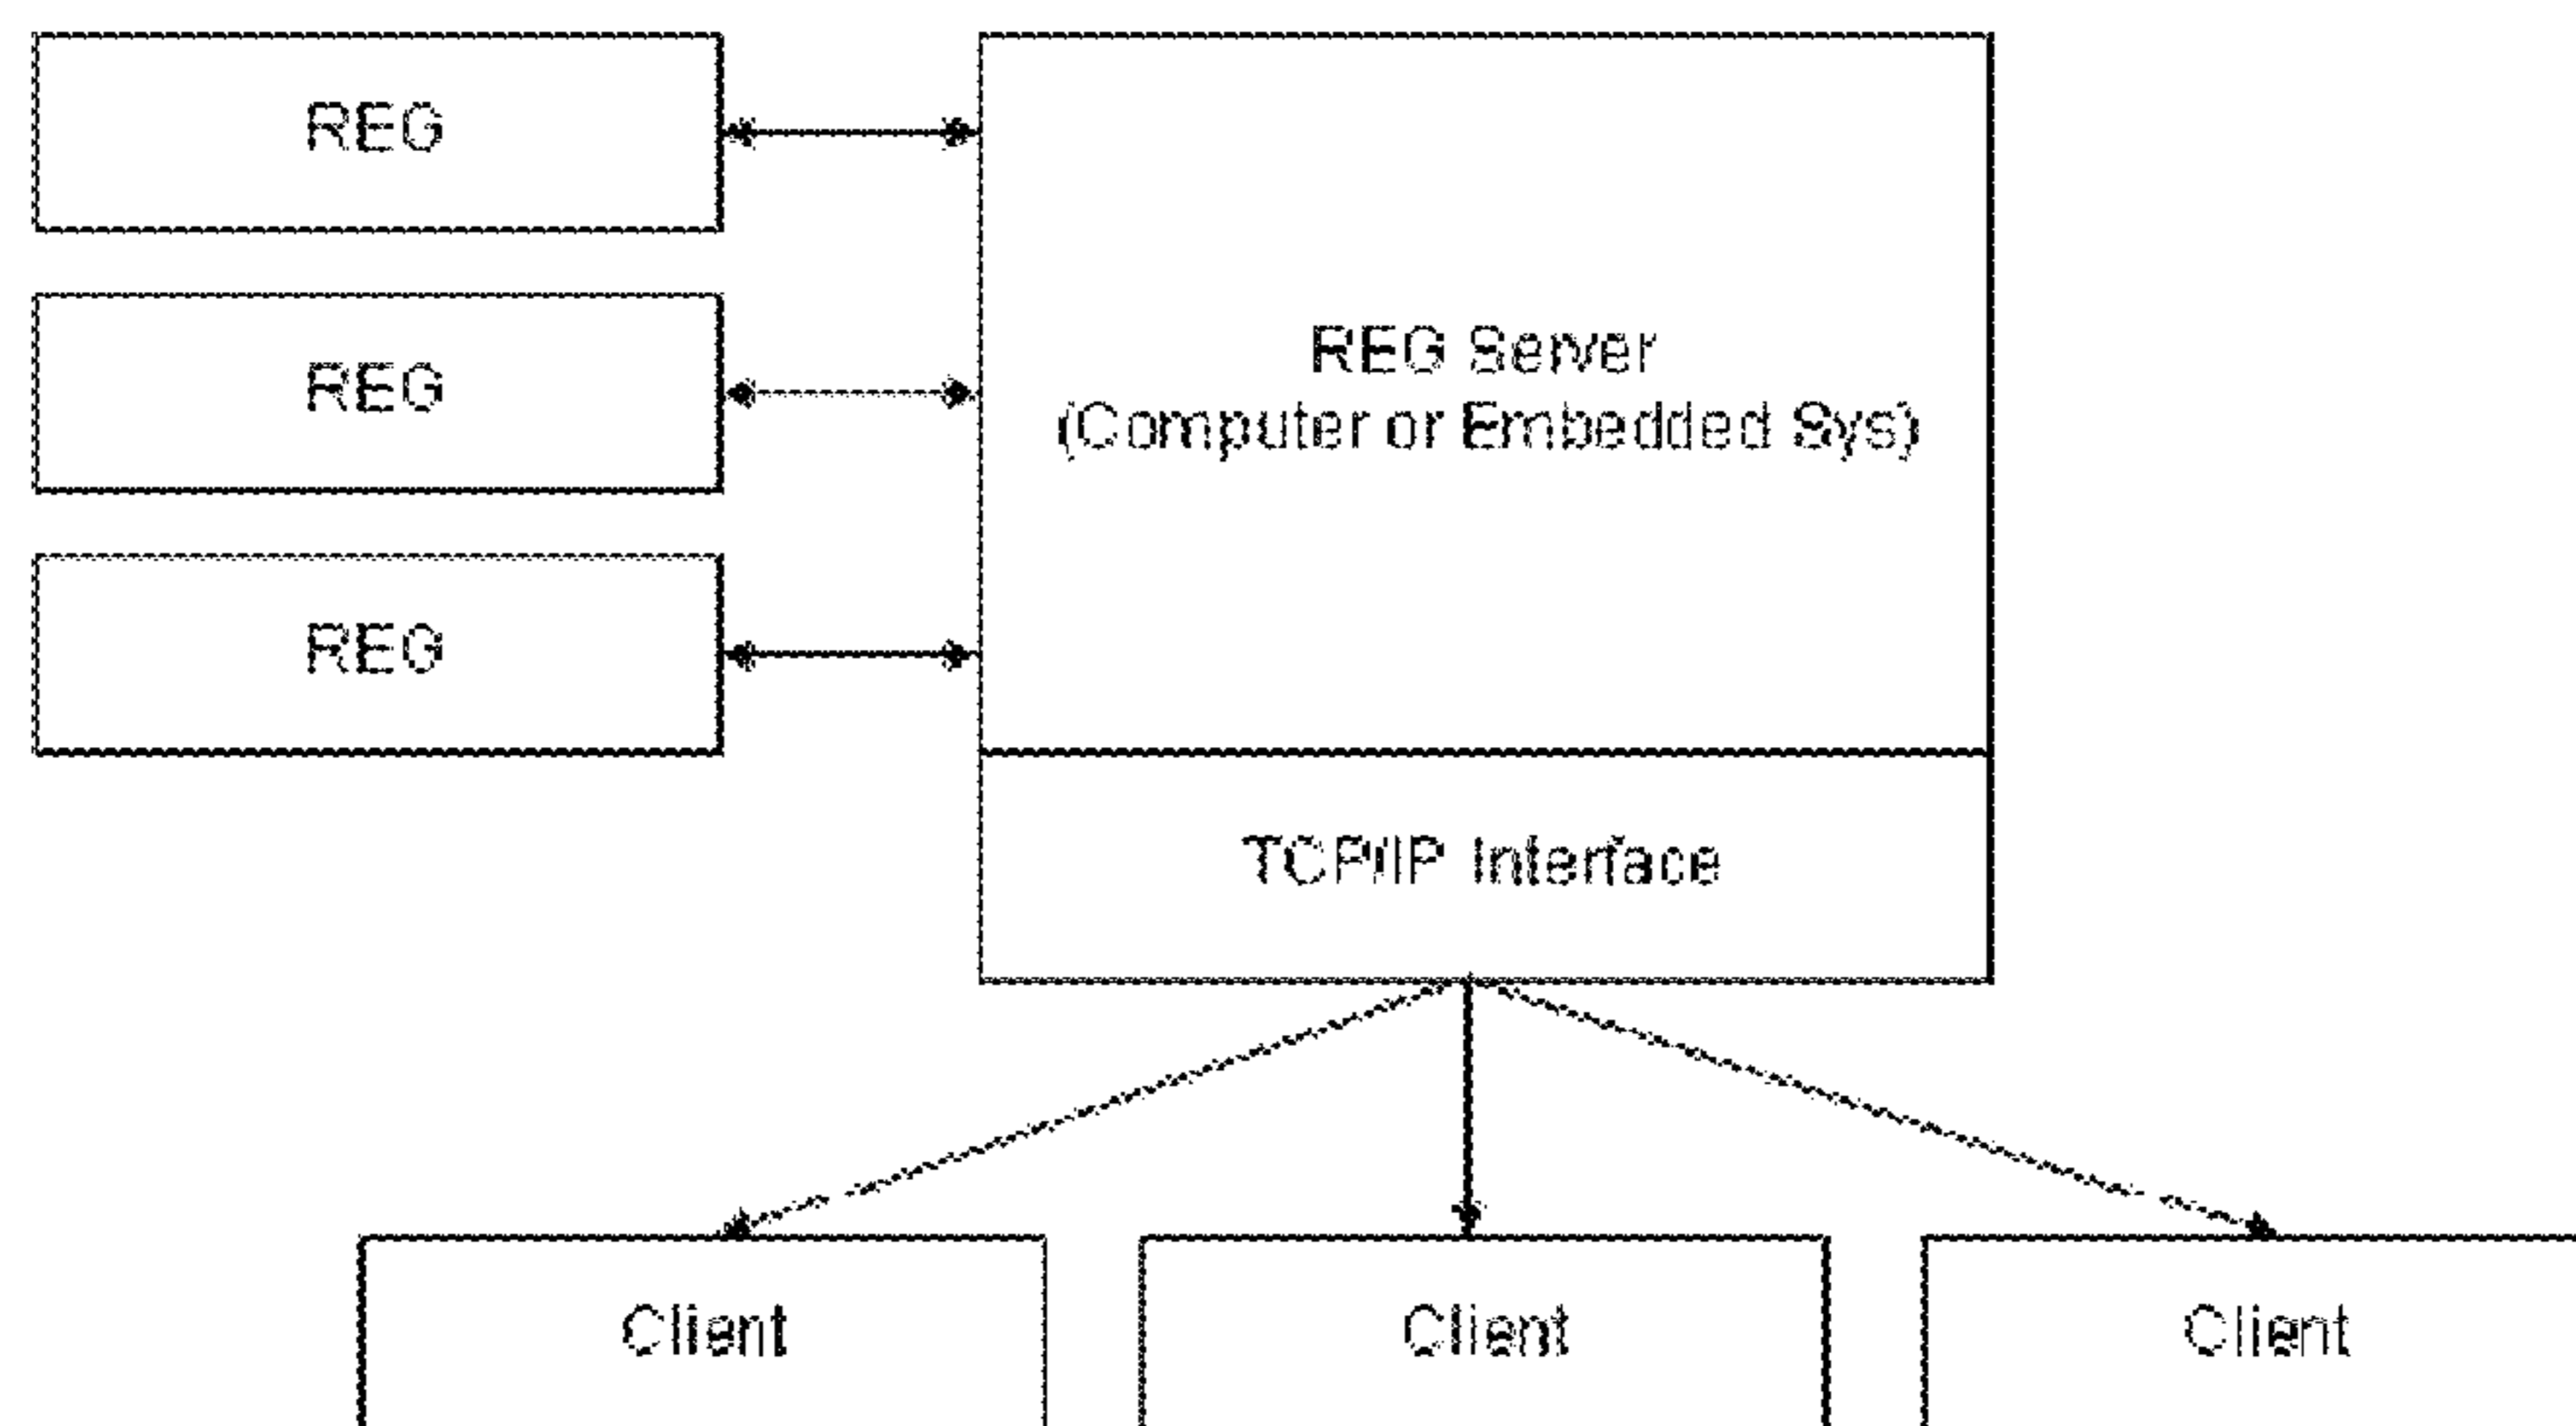 REG
REG
REG
REG Server
(Computer or Embedded Sys)
TCP/IP Interface
Client
Client
Client